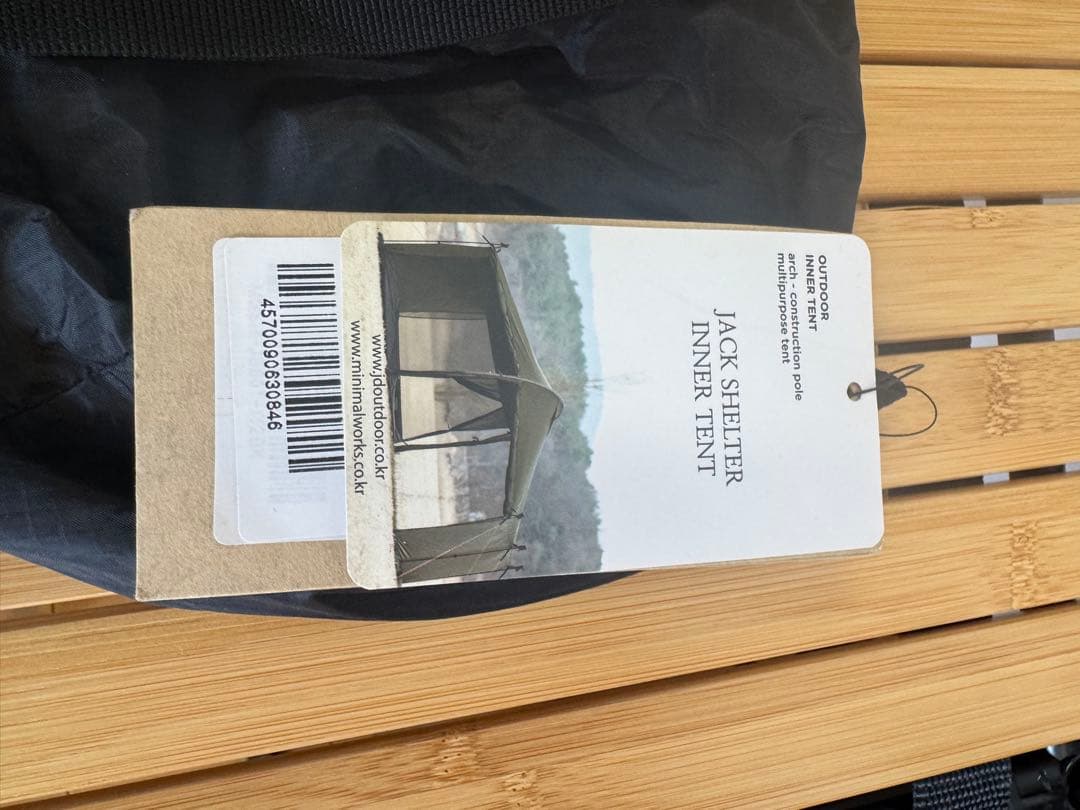 OUTDOOR
INNER TENT
arch - construction pole
multipurpose tent
JACK SHELTER
INNER TENT
www.jdoutdoor.co.kr
www.minimalworks.co.kr
4570090630846